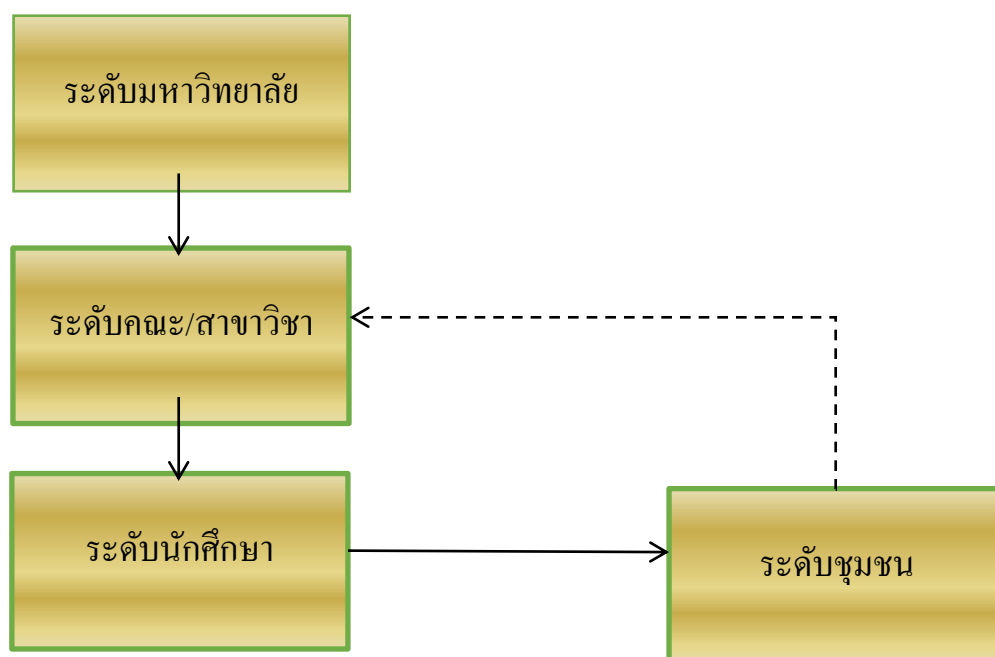 ระดับมหาวิทยาลัย
ระดับคณะ/สาขาวิชา
ระดับนักศึกษา
ระดับชุมชน